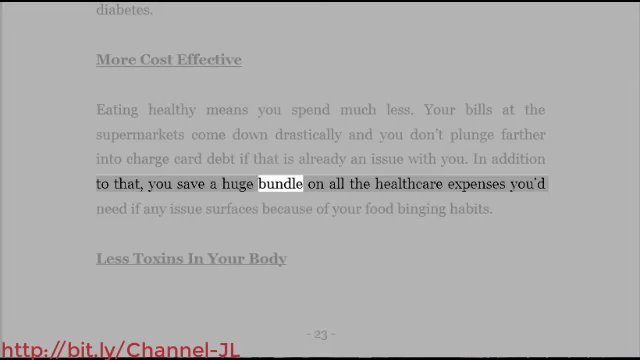 diabetes.
More Cost Effective
Eating healthy means you spend much less. Your bills at the
supermarkets come down drastically and you don't plunge farther
into charge card debt if that is already an issue with you. In addition
to that, you save a huge bundle on all the healthcare expenses you'd
need if any issue surfaces because of your food binging habits.
Less Toxins In Your Body
- 23 -
http://bit.ly/Channel-JL